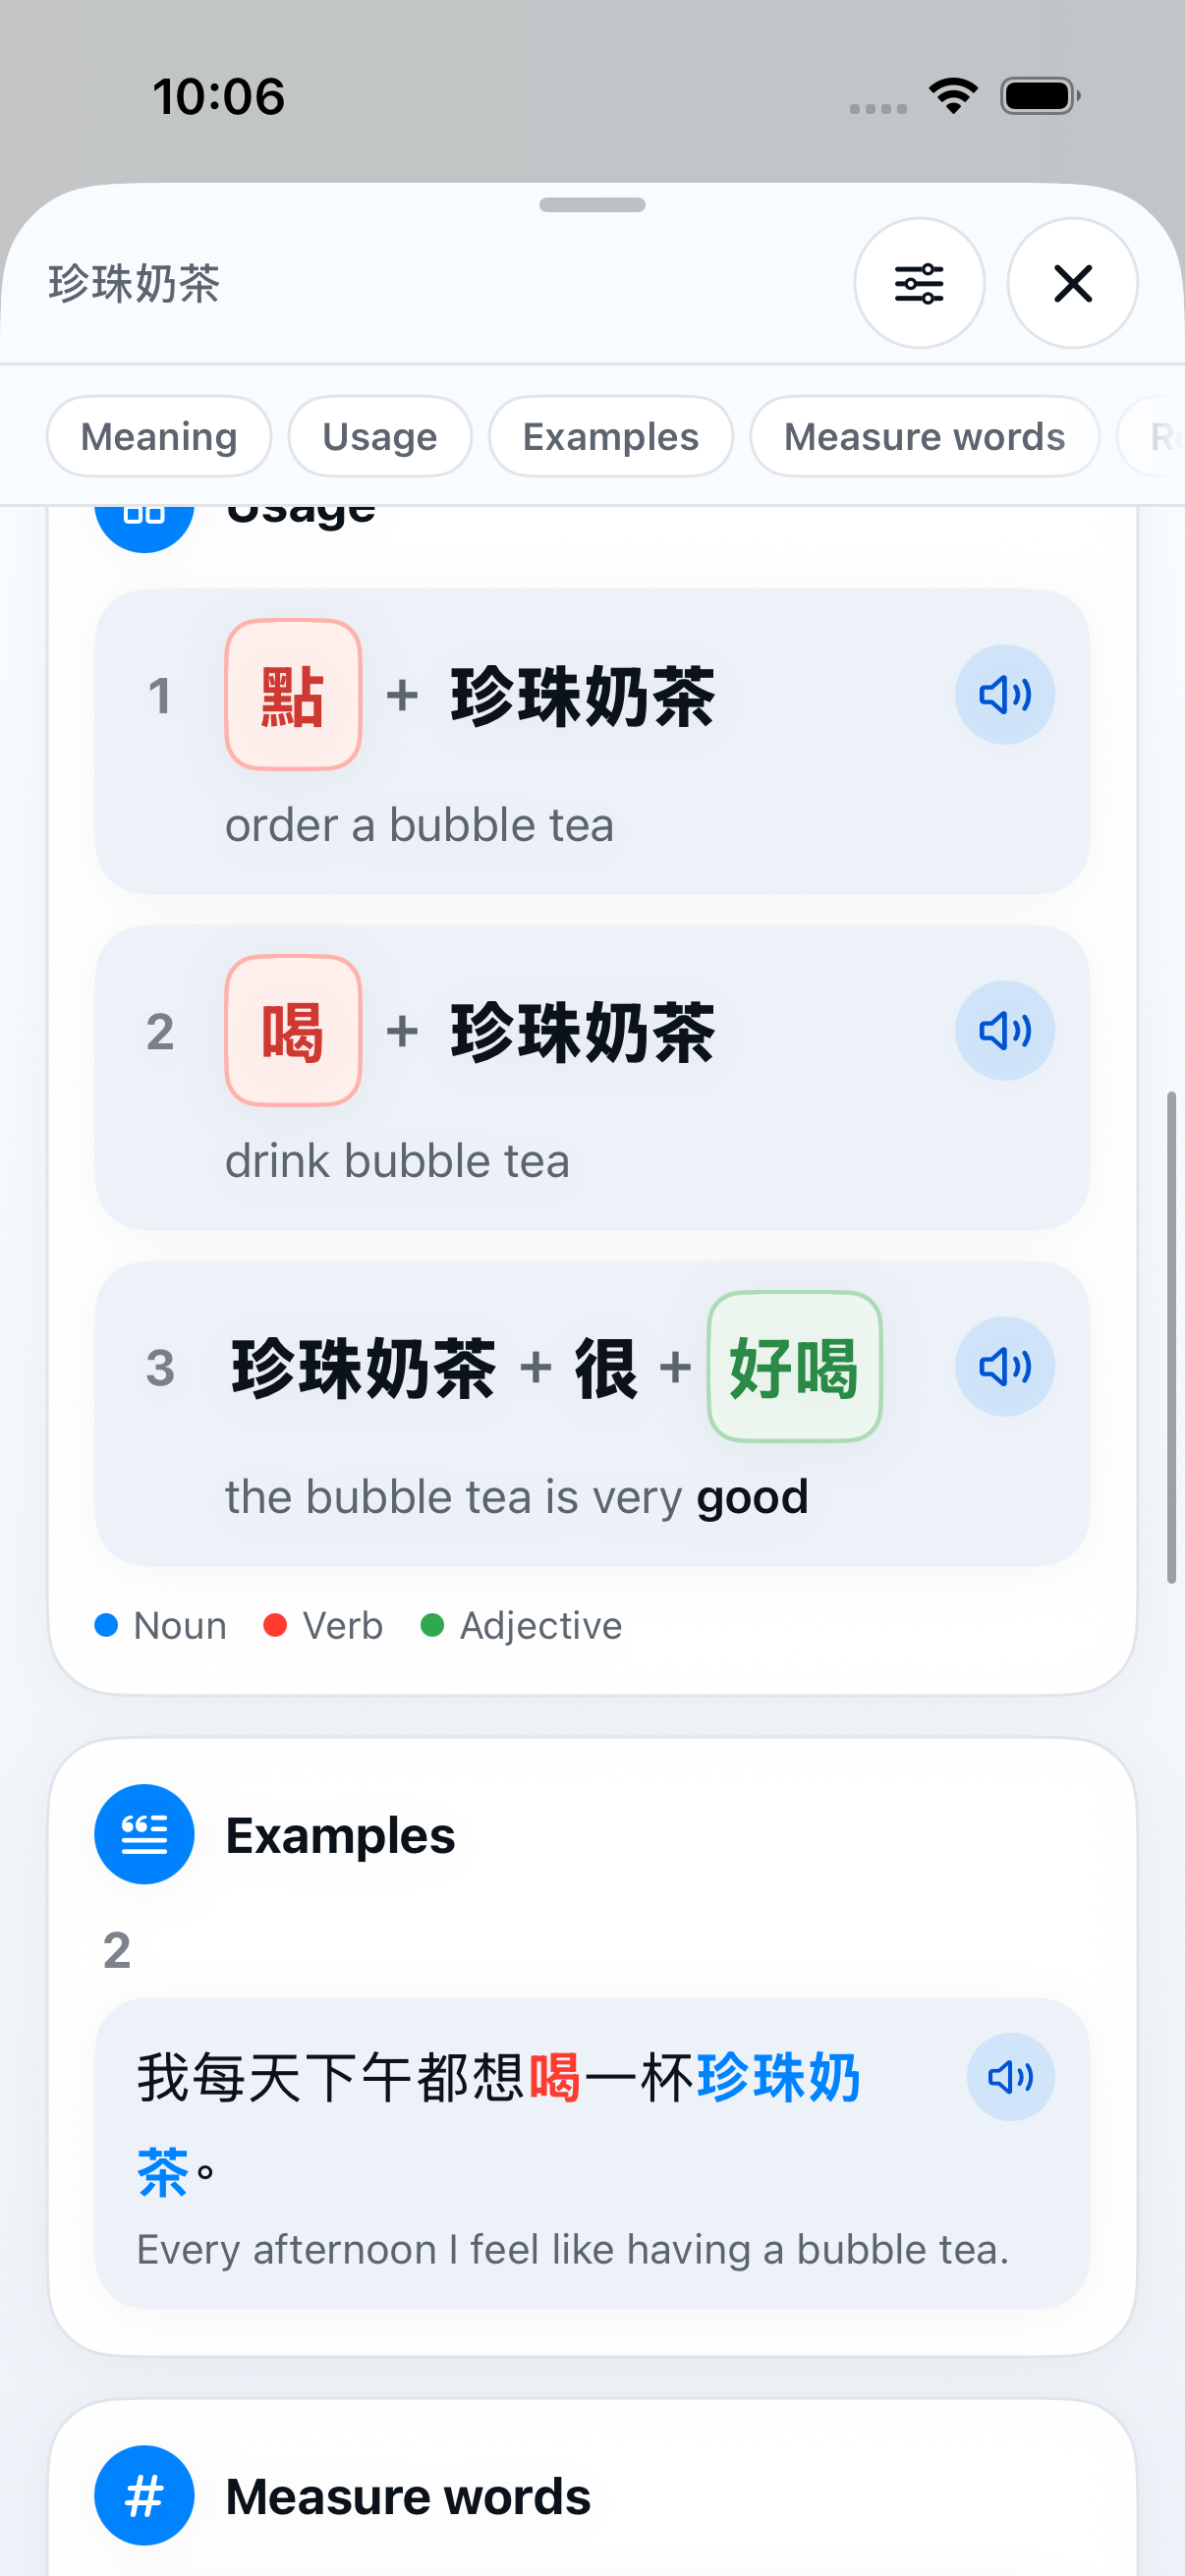 10:06
珍珠奶茶
Meaning Usage Examples Measure words
Usage
1 點 + 珍珠奶茶
order a bubble tea
2 喝 + 珍珠奶茶
drink bubble tea
3 珍珠奶茶 + 很 + 好喝
the bubble tea is very good
Noun Verb Adjective
Examples
2
我每天下午都想喝一杯珍珠奶
茶。
Every afternoon I feel like having a bubble tea.
# Measure words